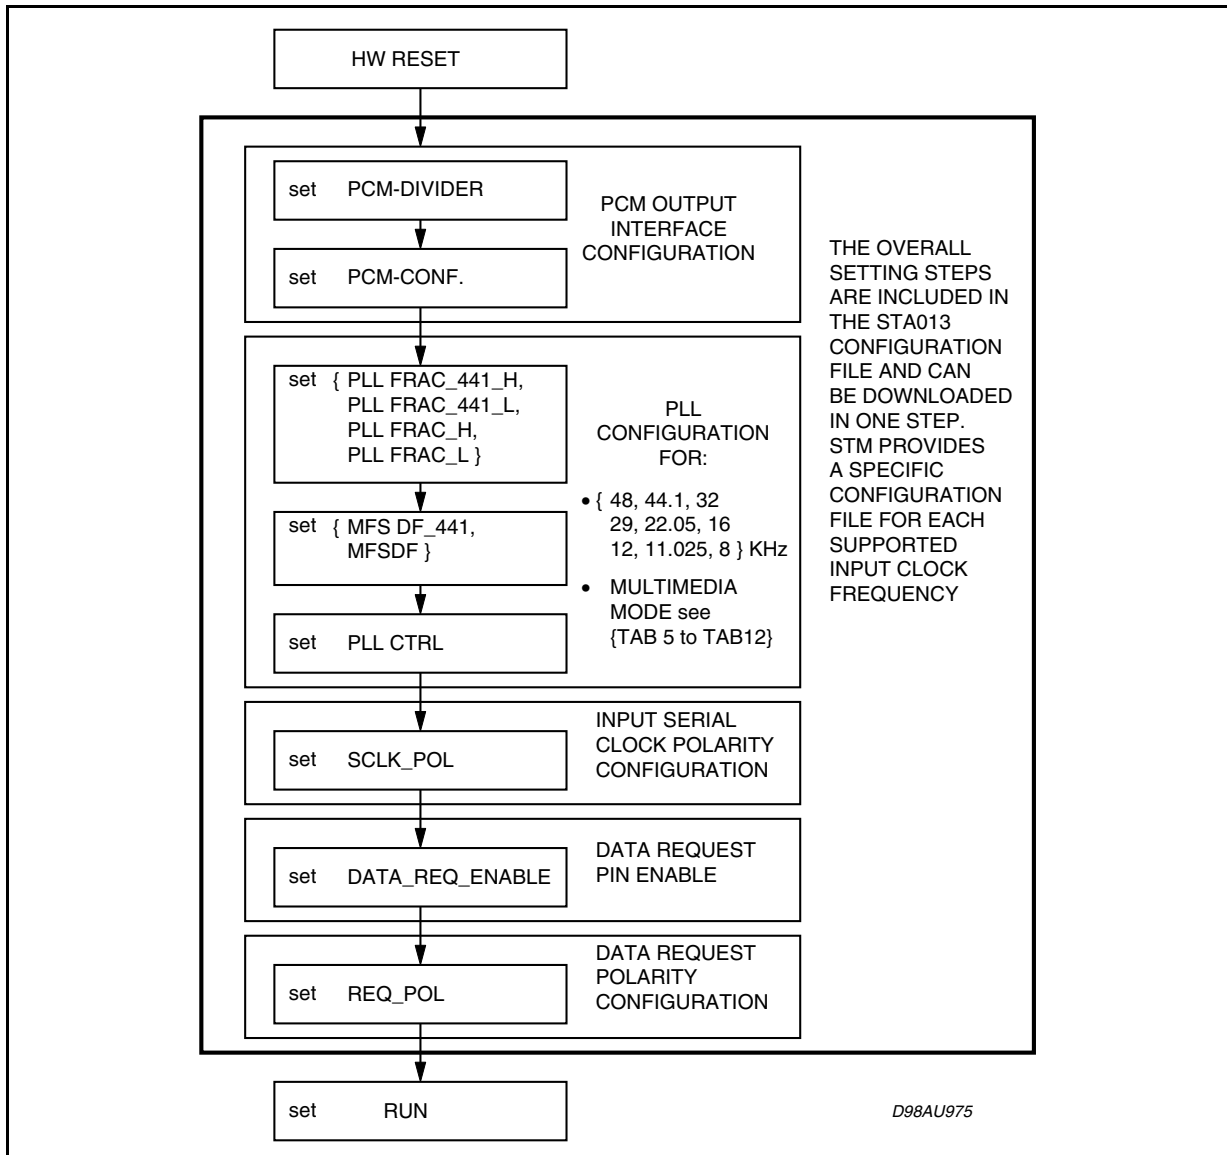 HW RESET
set PCM-DIVIDER
set PCM-CONF.
PCM OUTPUT
INTERFACE
CONFIGURATION
set { PLL FRAC_441_H,
PLL FRAC_441_L,
PLL FRAC_H,
PLL FRAC_L }
set { MFS DF_441,
MFSDF }
set PLL CTRL
PLL
CONFIGURATION
FOR:
• { 48, 44.1, 32
29, 22.05, 16
12, 11.025, 8 } KHz
• MULTIMEDIA
MODE see
{TAB 5 to TAB12}
set SCLK_POL
INPUT SERIAL
CLOCK POLARITY
CONFIGURATION
set DATA_REQ_ENABLE
DATA REQUEST
PIN ENABLE
set REQ_POL
DATA REQUEST
POLARITY
CONFIGURATION
THE OVERALL
SETTING STEPS
ARE INCLUDED IN
THE STA013
CONFIGURATION
FILE AND CAN
BE DOWNLOADED
IN ONE STEP.
STM PROVIDES
A SPECIFIC
CONFIGURATION
FILE FOR EACH
SUPPORTED
INPUT CLOCK
FREQUENCY
set RUN
D98AU975